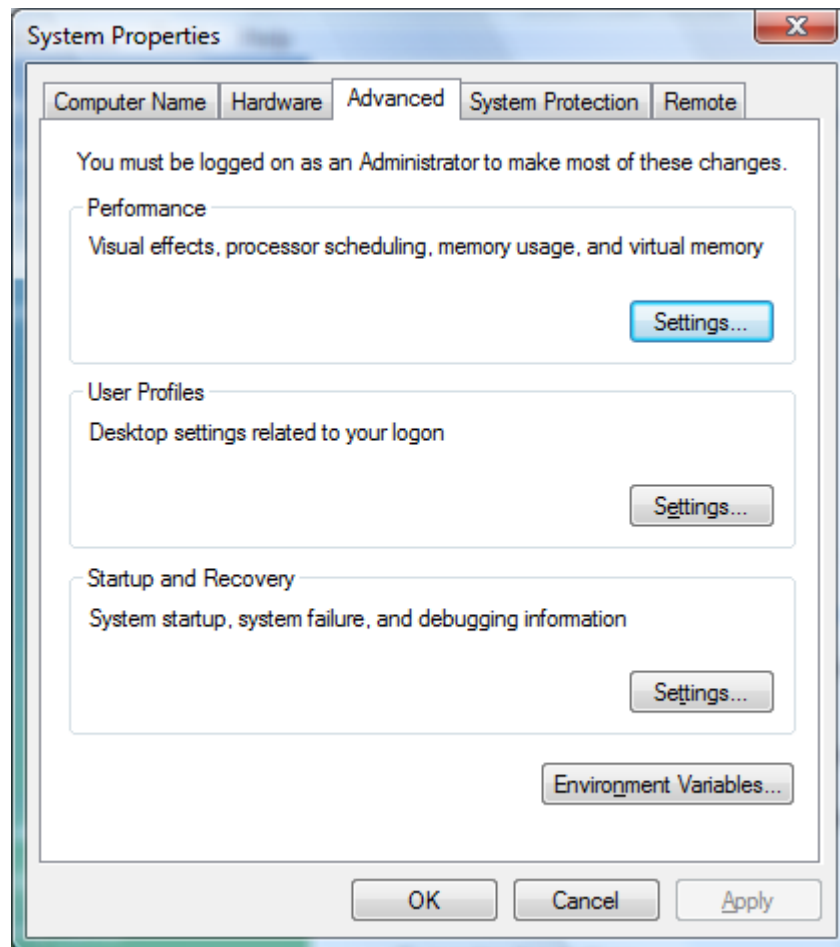 System Properties
Computer Name Hardware Advanced System Protection Remote
You must be logged on as an Administrator to make most of these changes.
Performance
Visual effects, processor scheduling, memory usage, and virtual memory
Settings...
User Profiles
Desktop settings related to your logon
Settings...
Startup and Recovery
System startup, system failure, and debugging information
Settings...
Environment Variables...
OK Cancel Apply